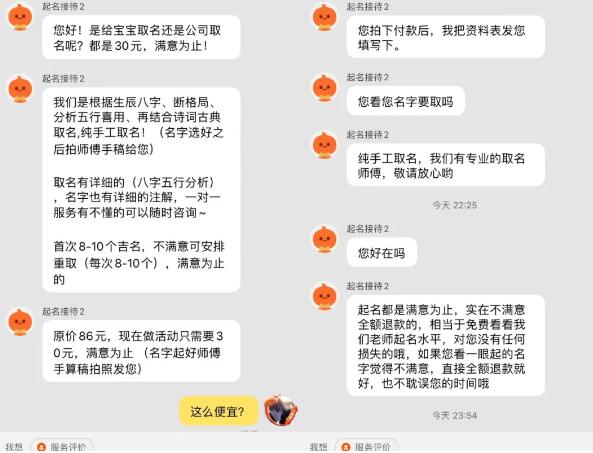 起名接待2
您好！是给宝宝取名还是公司取
名呢？都是30元，满意为止！
起名接待2
我们是根据生辰八字、断格局、
分析五行喜用、再结合诗词古典
取名,纯手工取名！（名字选好之
后拍师傅手稿给您）
取名有详细的（八字五行分析）
，名字也有详细的注解，一对一
服务有不懂的可以随时咨询~
首次8-10个吉名，不满意可安排
重取（每次8-10个），满意为止
的
起名接待2
原价86元，现在做活动只需要3
0元，满意为止 （名字起好师傅
手算稿拍照发您）
这么便宜？
我想
服务评价
起名接待2
您拍下付款后，我把资料表发您
填写下。
起名接待2
您看您名字要取吗
起名接待2
纯手工取名，我们有专业的取名
师傅，敬请放心哟
今天 22:25
起名接待2
您好在吗
起名接待2
起名都是满意为止，实在不满意
全额退款的，相当于免费看看我
们老师起名水平，对您没有任何
损失的哦，如果您看一眼起的名
字觉得不满意，直接全额退款就
好，也不耽误您的时间哦
今天 23:54
我想
服务评价